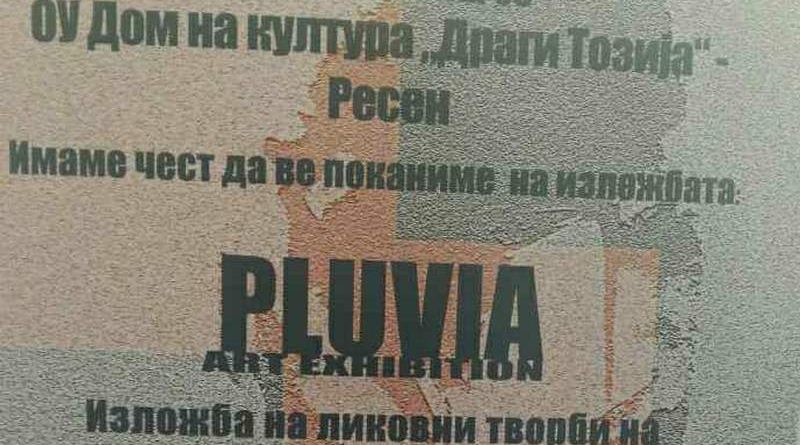 ОУ Дом на култура „Драги Тозија“ -
Ресен
Имаме чест да ве поканиме на изложбата:
PLUVIA
ART EXHIBITION
Изложба на ликовни творби на